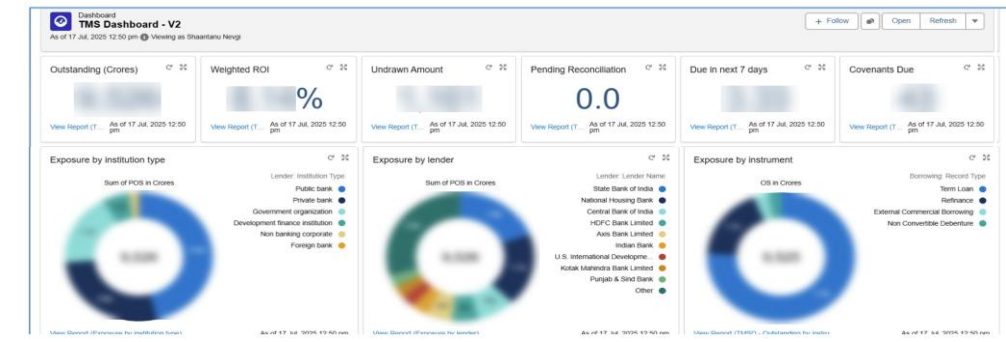 Dashboard
TMS Dashboard - V2
As of 17 Jul, 2025 12:50 pm Viewing as Shaantanu Nevgi
+ Follow
Open
Refresh
Outstanding (Crores)
View Report (T...
As of 17 Jul, 2025 12:50 pm
Weighted ROI
%
View Report (T...
As of 17 Jul, 2025 12:50 pm
Undrawn Amount
View Report (T...
As of 17 Jul, 2025 12:50 pm
Pending Reconciliation
0.0
View Report (T...
As of 17 Jul, 2025 12:50 pm
Due in next 7 days
View Report (T...
As of 17 Jul, 2025 12:50 pm
Covenants Due
View Report (T...
As of 17 Jul, 2025 12:50 pm
Exposure by institution type
Sum of POS in Crores
Lender: Institution Type
Public bank
Private bank
Government organization
Development finance institution
Non banking corporate
Foreign bank
View Report (Exposure by institution type)
As of 17 Jul, 2025 12:50 pm
Exposure by lender
Sum of POS in Crores
Lender: Lender Name
State Bank of India
National Housing Bank
Central Bank of India
HDFC Bank Limited
Axis Bank Limited
Indian Bank
U.S. International Developme...
Kotak Mahindra Bank Limited
Punjab & Sind Bank
Other
View Report (Exposure by lender)
As of 17 Jul, 2025 12:50 pm
Exposure by instrument
OS in Crores
Borrowing: Record Type
Term Loan
Refinance
External Commercial Borrowing
Non Convertible Debenture
View Report (TMSD - Outstanding by instru
As of 17 Jul, 2025 12:50 pm